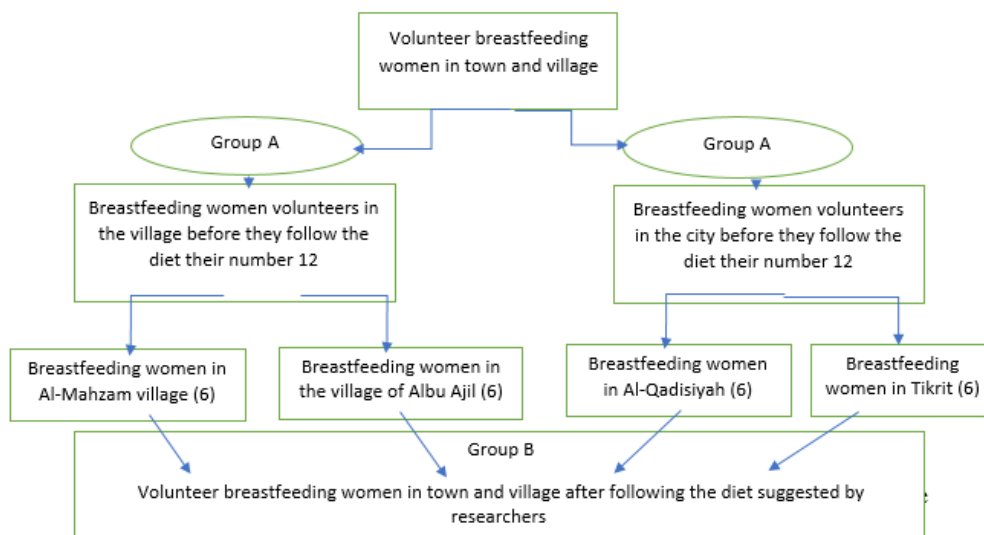 Volunteer breastfeeding
women in town and village
Group A
Group A
Breastfeeding women volunteers in
the village before they follow the
diet their number 12
Breastfeeding women volunteers
in the city before they follow the
diet their number 12
Breastfeeding women in
Al-Mahzam village (6)
Breastfeeding women in
the village of Albu Ajil (6)
Breastfeeding women
in Al-Qadisiyah (6)
Breastfeeding
women in Tikrit (6)
Group B
Volunteer breastfeeding women in town and village after following the diet suggested by
researchers